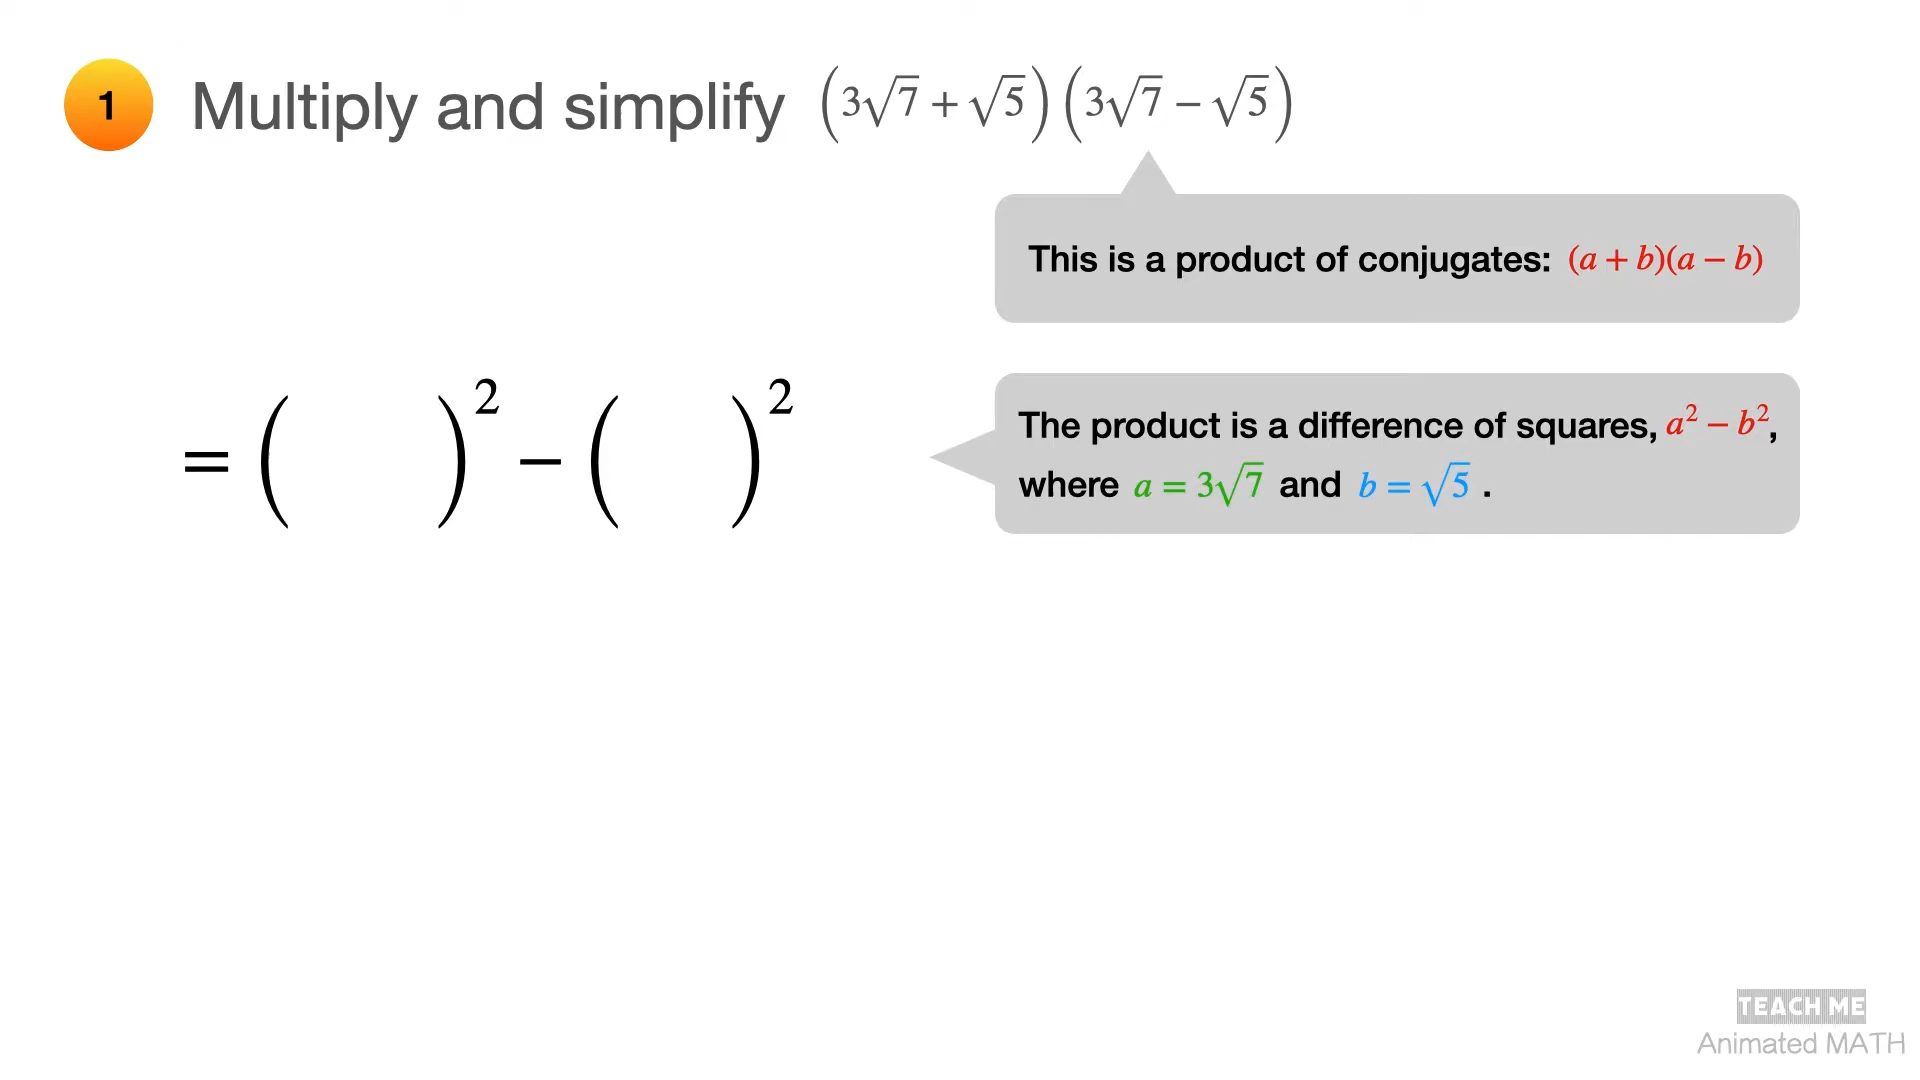 1 Multiply and simplify (3√7 + √5)(3√7 − √5)
This is a product of conjugates: (a + b)(a − b)
= ( )² − ( )²
The product is a difference of squares, a² − b²,
where a = 3√7 and b = √5 .
TEACH ME
Animated MATH